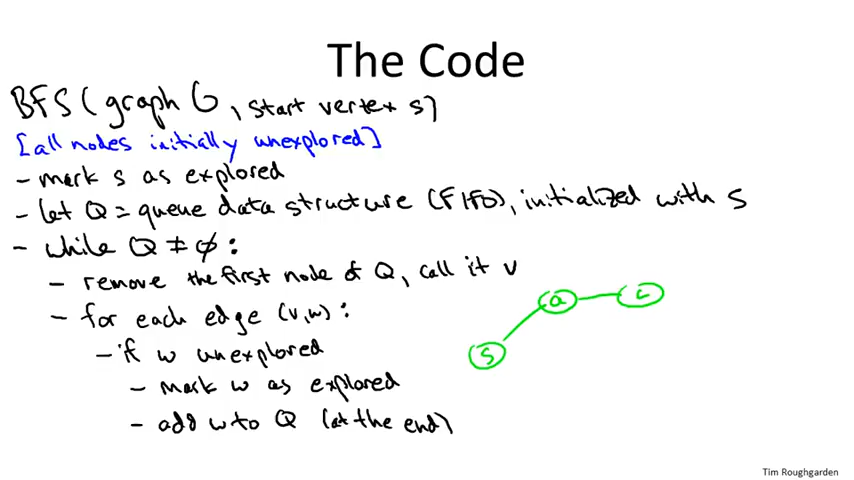 The Code
BFS (graph G, start vertex s)
[all nodes initially unexplored]
- mark s as explored
- let Q = queue data structure (FIFO), initialized with s
- while Q ≠ ∅ :
- remove the first node of Q, call it v
- for each edge (v,w) :
- if w unexplored
- mark w as explored
- add w to Q (at the end)
a
c
s
Tim Roughgarden